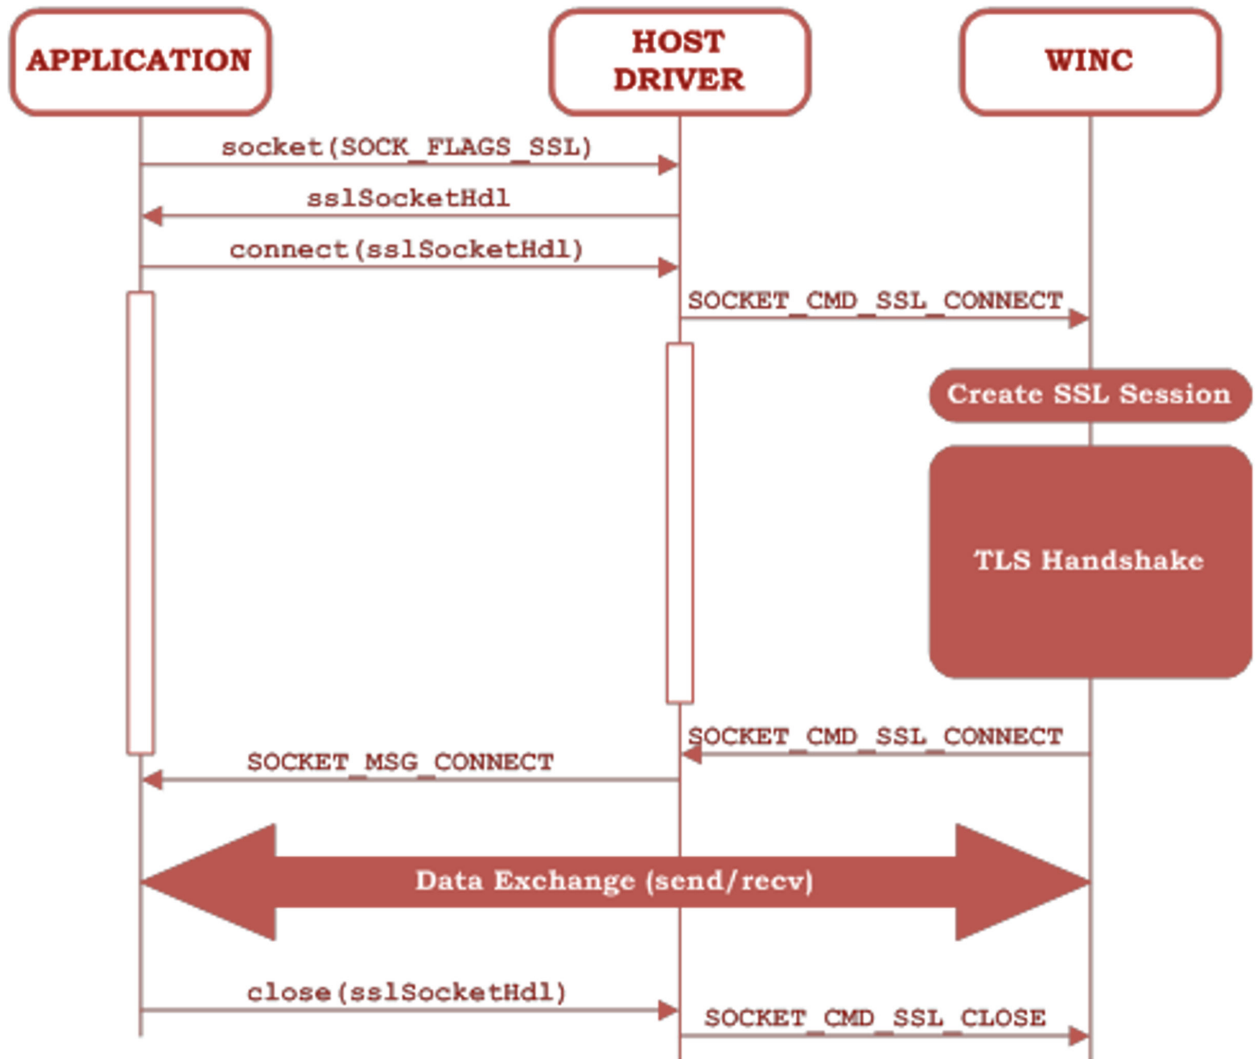 APPLICATION
HOST
DRIVER
WINC
socket(SOCK_FLAGS_SSL)
sslSocketHdl
connect(sslSocketHdl)
SOCKET_CMD_SSL_CONNECT
Create SSL Session
TLS Handshake
SOCKET_CMD_SSL_CONNECT
SOCKET_MSG_CONNECT
Data Exchange (send/recv)
close(sslSocketHdl)
SOCKET_CMD_SSL_CLOSE